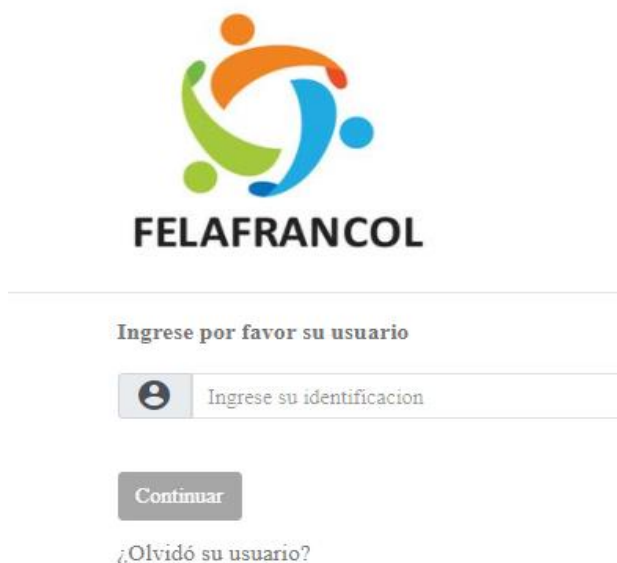 FELAFRANCOL
Ingrese por favor su usuario
Ingrese su identificacion
Continuar
¿Olvidó su usuario?